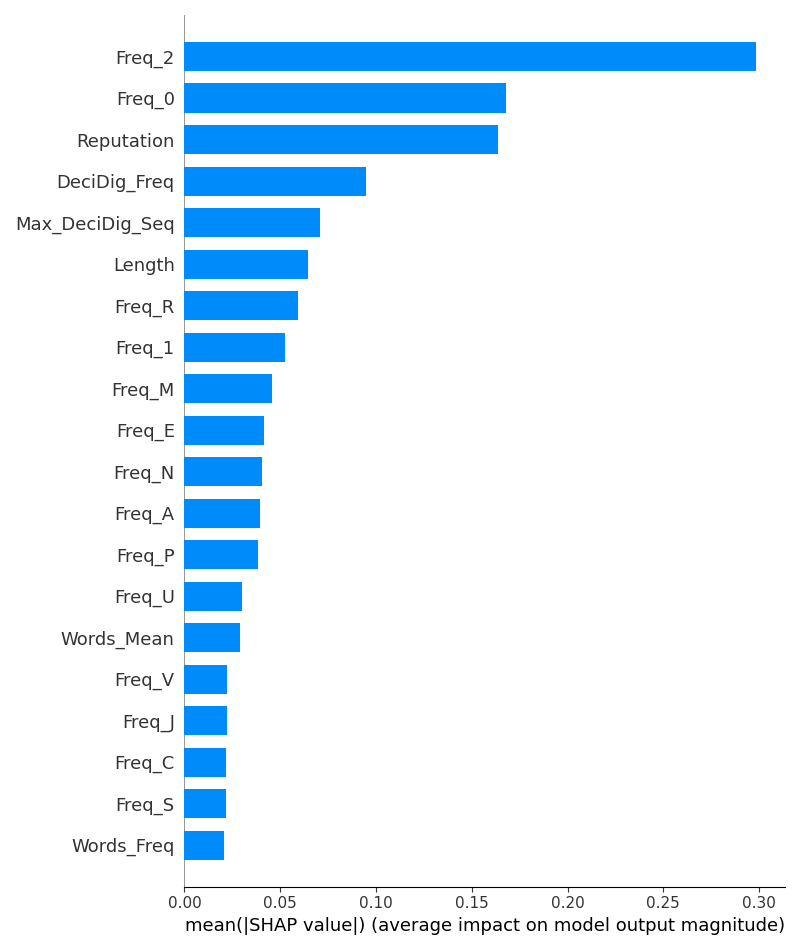 Freq_2
Freq_0
Reputation
DeciDig_Freq
Max_DeciDig_Seq
Length
Freq_R
Freq_1
Freq_M
Freq_E
Freq_N
Freq_A
Freq_P
Freq_U
Words_Mean
Freq_V
Freq_J
Freq_C
Freq_S
Words_Freq
0.00 0.05 0.10 0.15 0.20 0.25 0.30
mean(|SHAP value|) (average impact on model output magnitude)